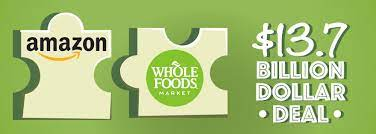 amazon
WHOLE
FOODS
MARKET
$13.7
BILLION
DOLLAR
• DEAL •